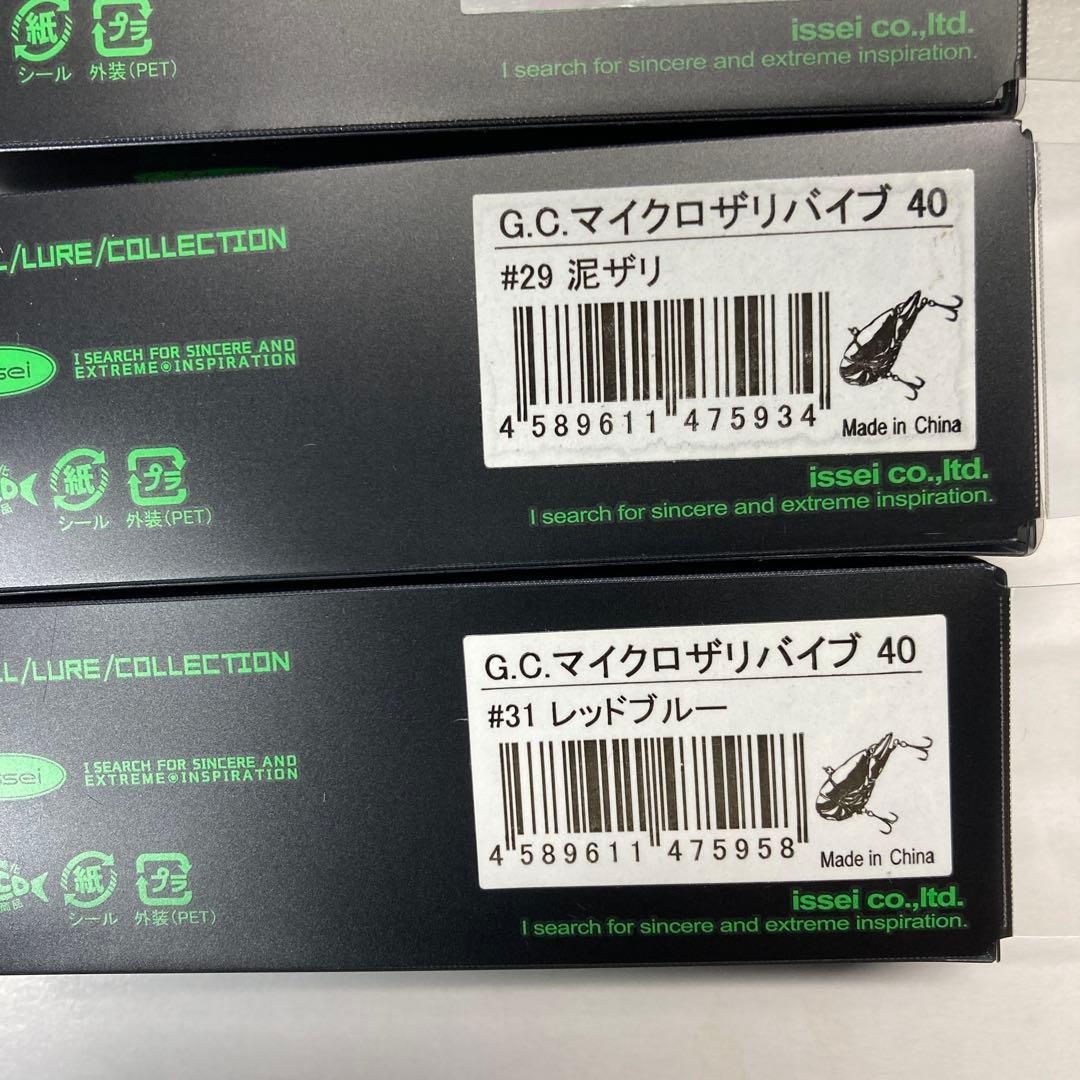 紙
プラ
シール 外装(PET)
issei co.,ltd.
I search for sincere and extreme inspiration.
/LURE/COLLECTION
G.C.マイクロザリバイブ 40
#29 泥ザリ
sei
I SEARCH FOR SINCERE AND
EXTREME INSPIRATION
4 589611 475934
Made in China
紙
プラ
シール 外装(PET)
issei co.,ltd.
I search for sincere and extreme inspiration.
L/LURE/COLLECTION
G.C.マイクロザリバイブ 40
#31 レッドブルー
ssei
I SEARCH FOR SINCERE AND
EXTREME INSPIRATION
4 589611 475958
Made in China
紙
プラ
シール 外装(PET)
issei co.,ltd.
I search for sincere and extreme inspiration.